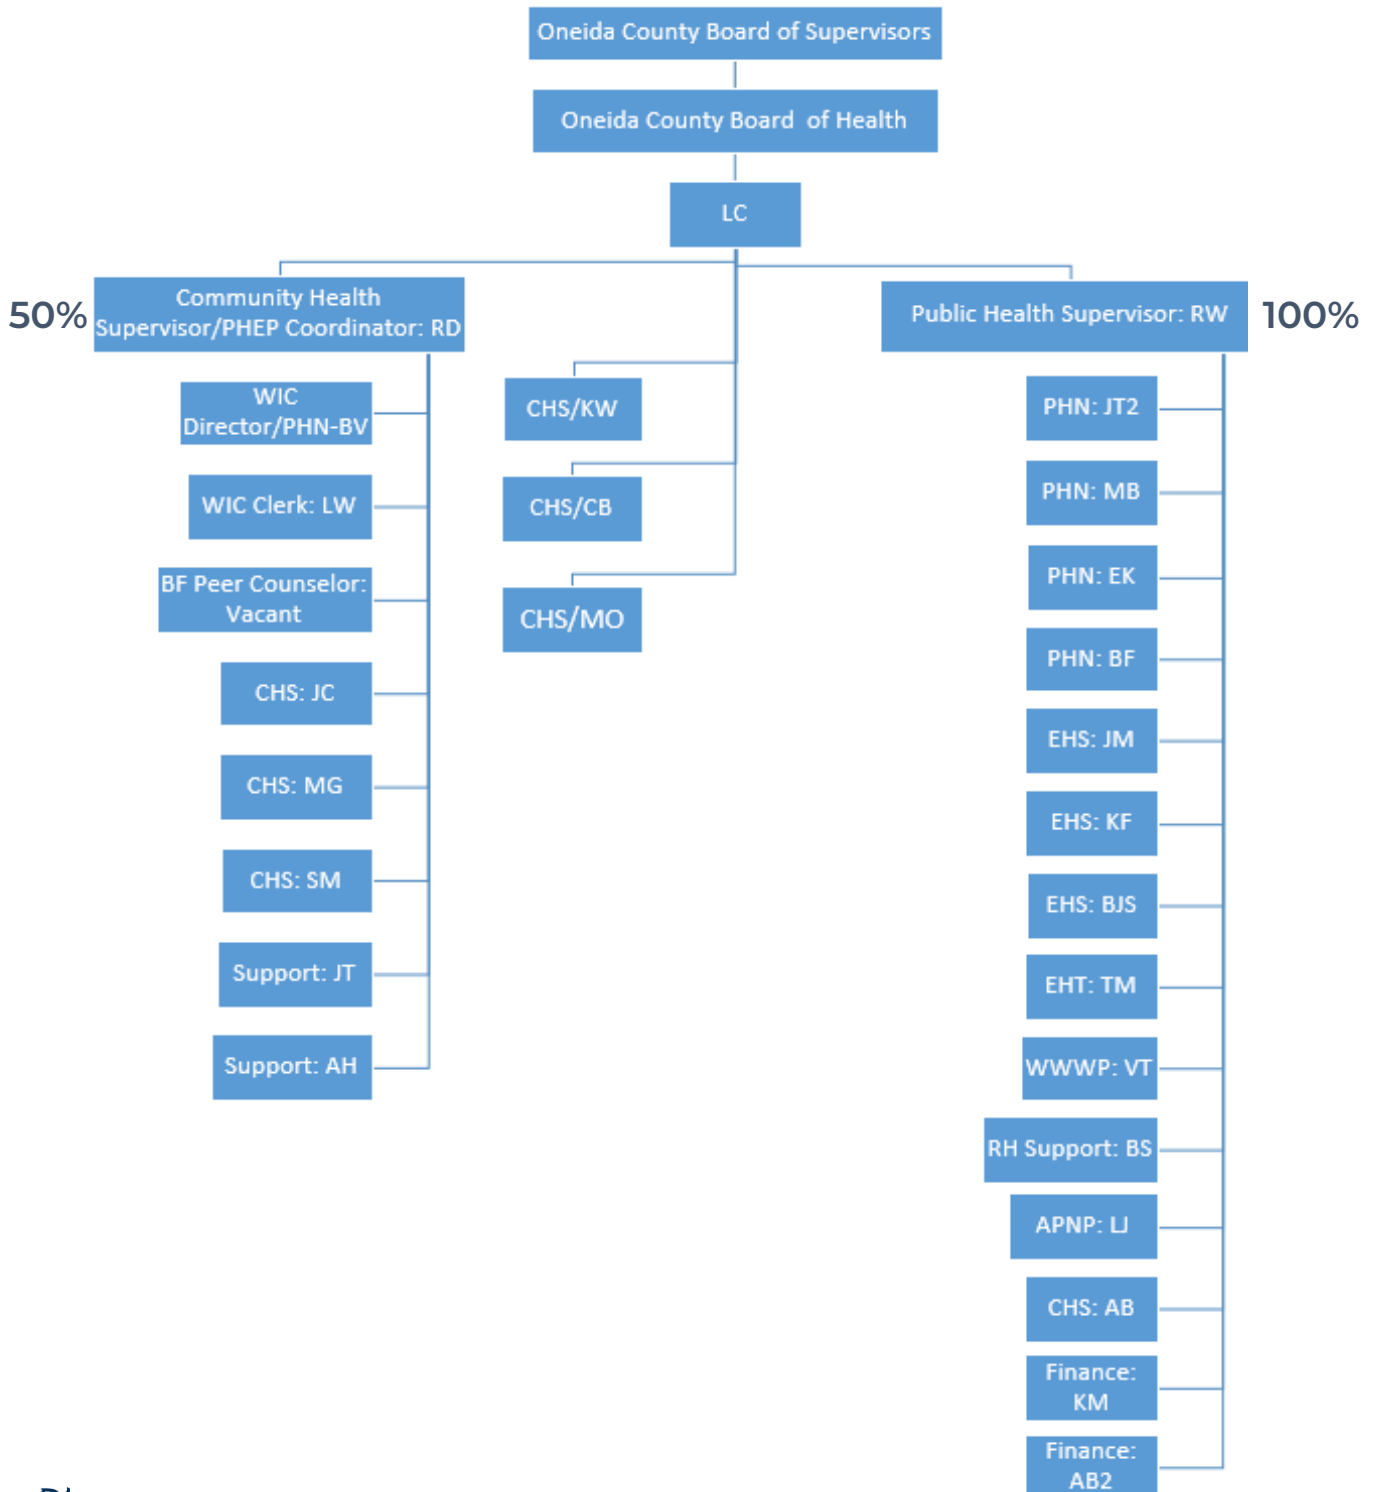 Oneida County Board of Supervisors
Oneida County Board of Health
LC
50%
Community Health
Supervisor/PHEP Coordinator: RD
Public Health Supervisor: RW
100%
WIC
Director/PHN-BV
WIC Clerk: LW
BF Peer Counselor:
Vacant
CHS: JC
CHS: MG
CHS: SM
Support: JT
Support: AH
CHS/KW
CHS/CB
CHS/MO
PHN: JT2
PHN: MB
PHN: EK
PHN: BF
EHS: JM
EHS: KF
EHS: BJS
EHT: TM
WWWP: VT
RH Support: BS
APNP: LJ
CHS: AB
Finance:
KM
Finance:
AB2